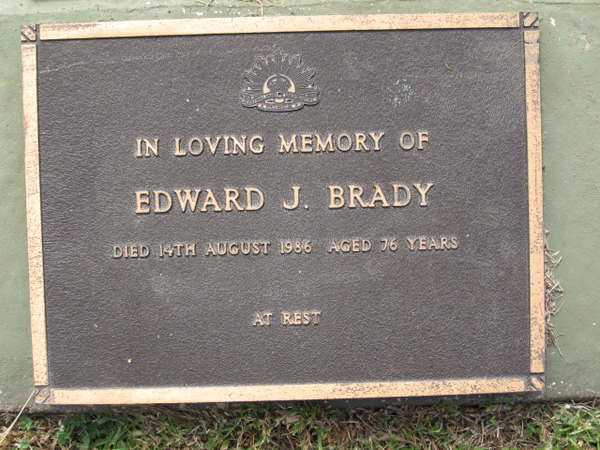 IN LOVING MEMORY OF
EDWARD J. BRADY
DIED 14TH AUGUST 1986 AGED 76 YEARS
AT REST